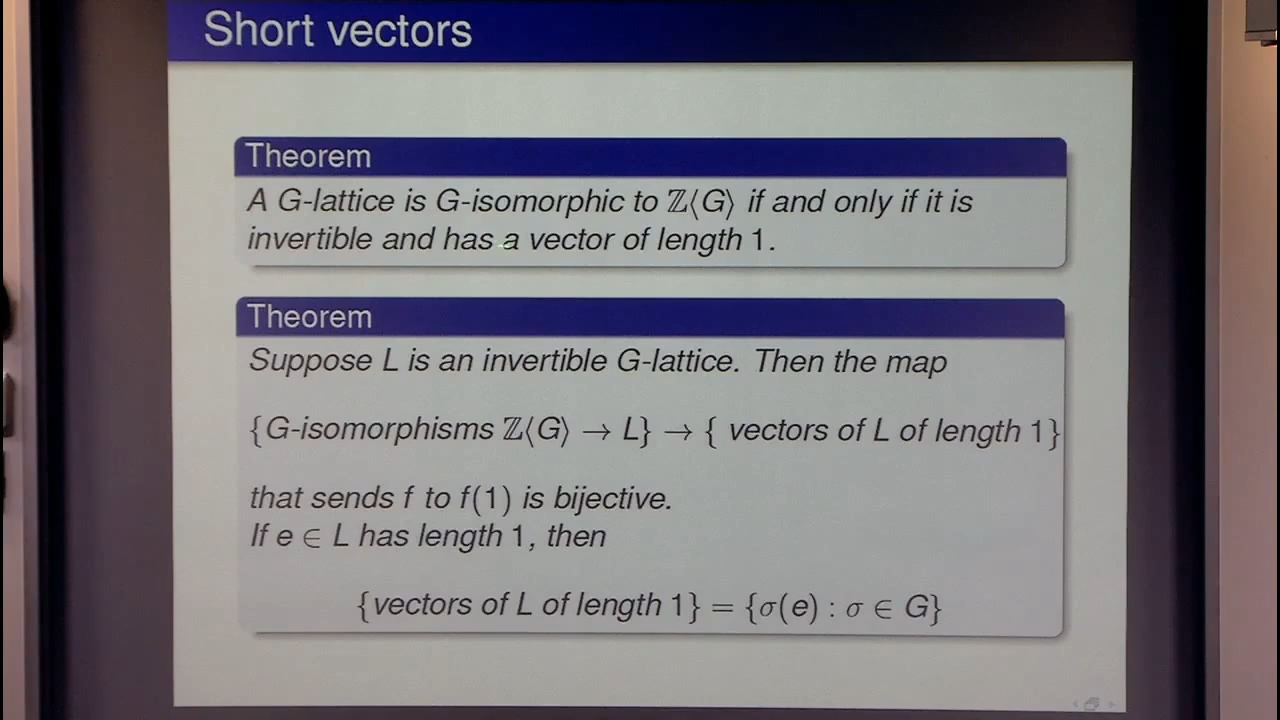 Short vectors
Theorem
A G-lattice is G-isomorphic to ℤ⟨G⟩ if and only if it is
invertible and has a vector of length 1.
Theorem
Suppose L is an invertible G-lattice. Then the map
{G-isomorphisms ℤ⟨G⟩ → L} → { vectors of L of length 1}
that sends f to f(1) is bijective.
If e ∈ L has length 1, then
{vectors of L of length 1} = {σ(e) : σ ∈ G}